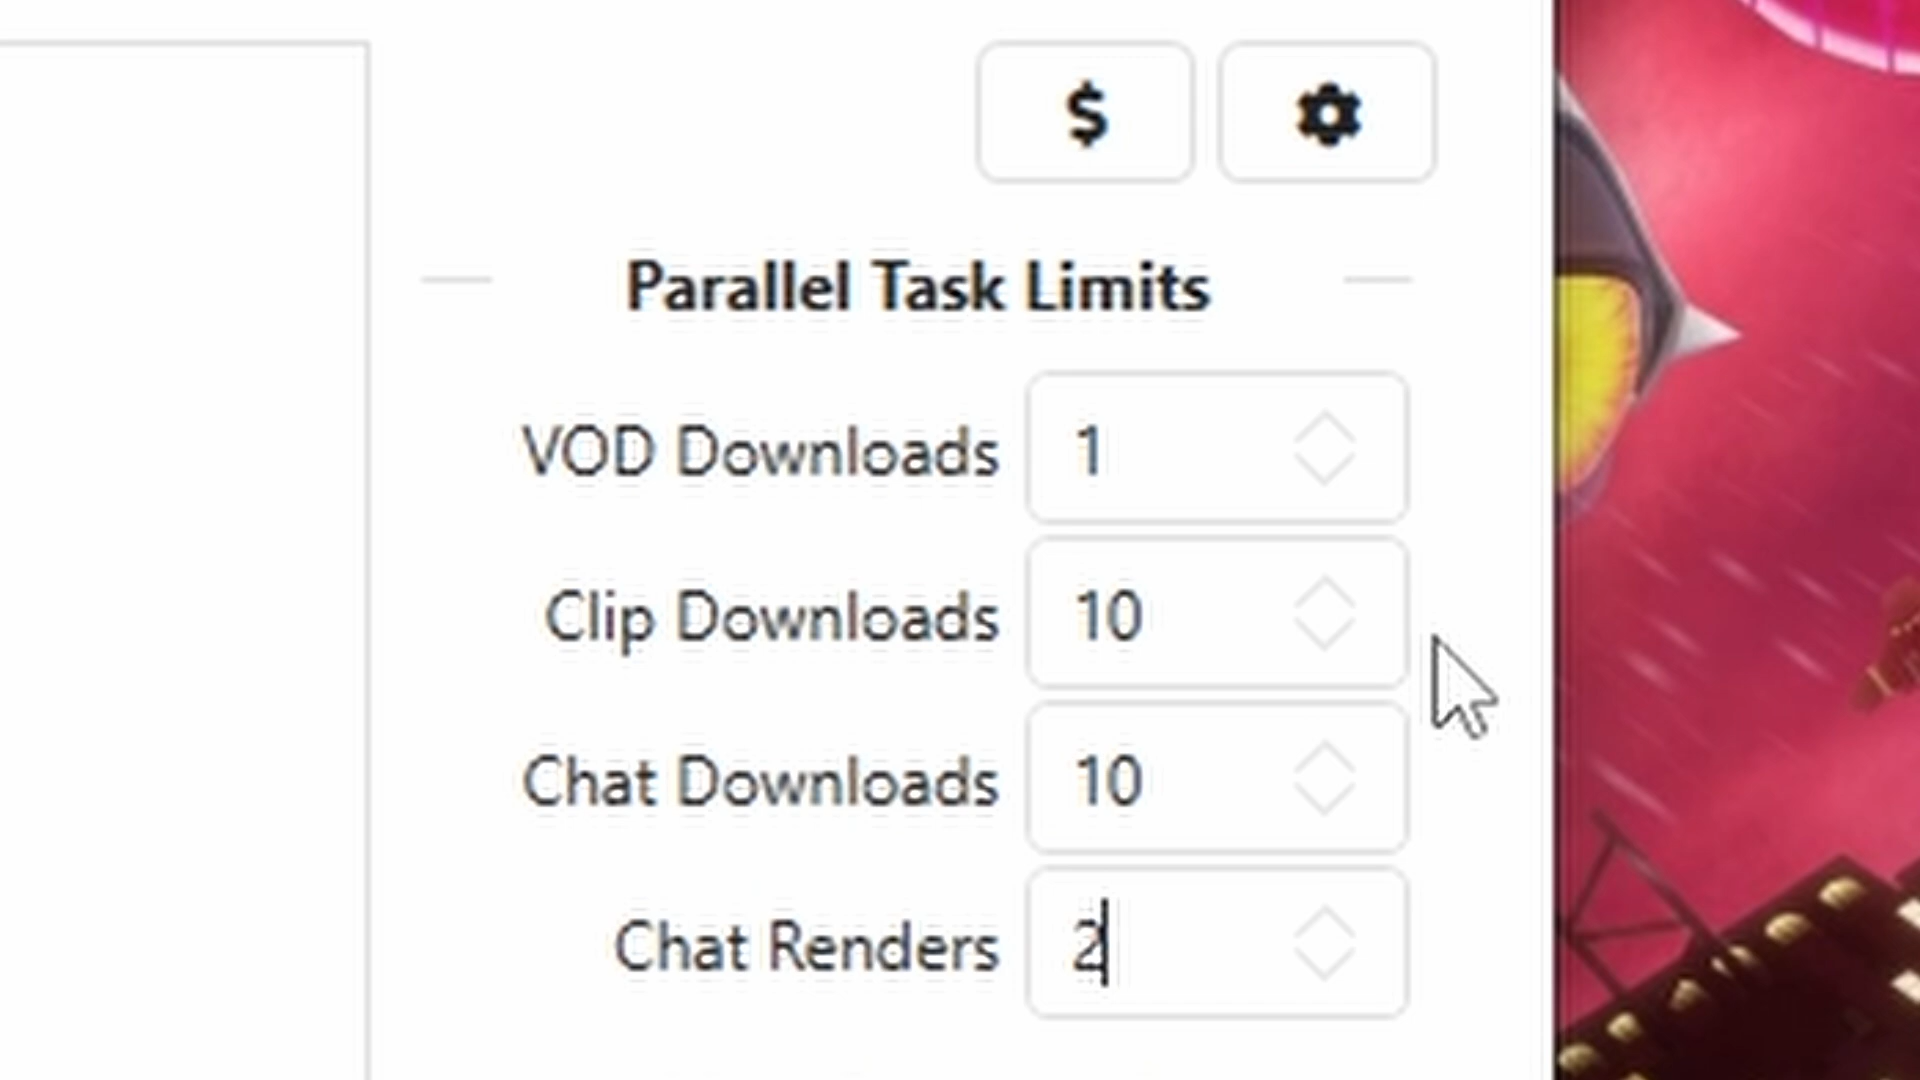 $
Parallel Task Limits
VOD Downloads 1
Clip Downloads 10
Chat Downloads 10
Chat Renders 2